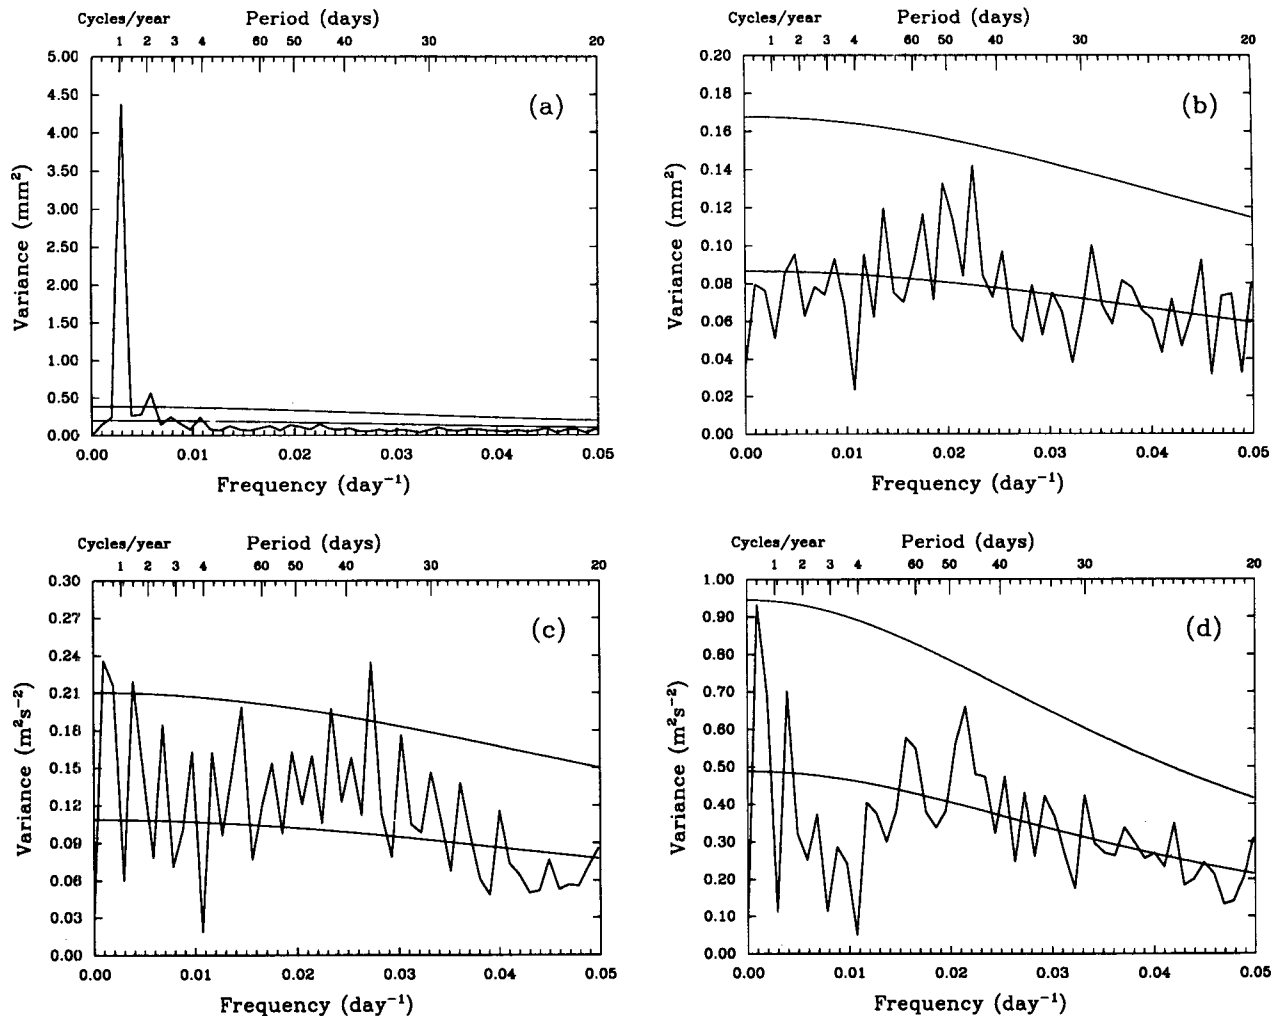 Cycles/year Period (days)
1 2 3 4 60 50 40 30 20
5.00
4.50
4.00
3.50
3.00
2.50
2.00
1.50
1.00
0.50
0.00
Variance (mm²)
(a)
0.00 0.01 0.02 0.03 0.04 0.05
Frequency (day⁻¹)
Cycles/year Period (days)
1 2 3 4 60 50 40 30 20
0.20
0.18
0.16
0.14
0.12
0.10
0.08
0.06
0.04
0.02
0.00
Variance (mm²)
(b)
0.00 0.01 0.02 0.03 0.04 0.05
Frequency (day⁻¹)
Cycles/year Period (days)
1 2 3 4 60 50 40 30 20
0.30
0.27
0.24
0.21
0.18
0.15
0.12
0.09
0.06
0.03
0.00
Variance (m²s⁻²)
(c)
0.00 0.01 0.02 0.03 0.04 0.05
Frequency (day⁻¹)
Cycles/year Period (days)
1 2 3 4 60 50 40 30 20
1.00
0.90
0.80
0.70
0.60
0.50
0.40
0.30
0.20
0.10
0.00
Variance (m²s⁻²)
(d)
0.00 0.01 0.02 0.03 0.04 0.05
Frequency (day⁻¹)